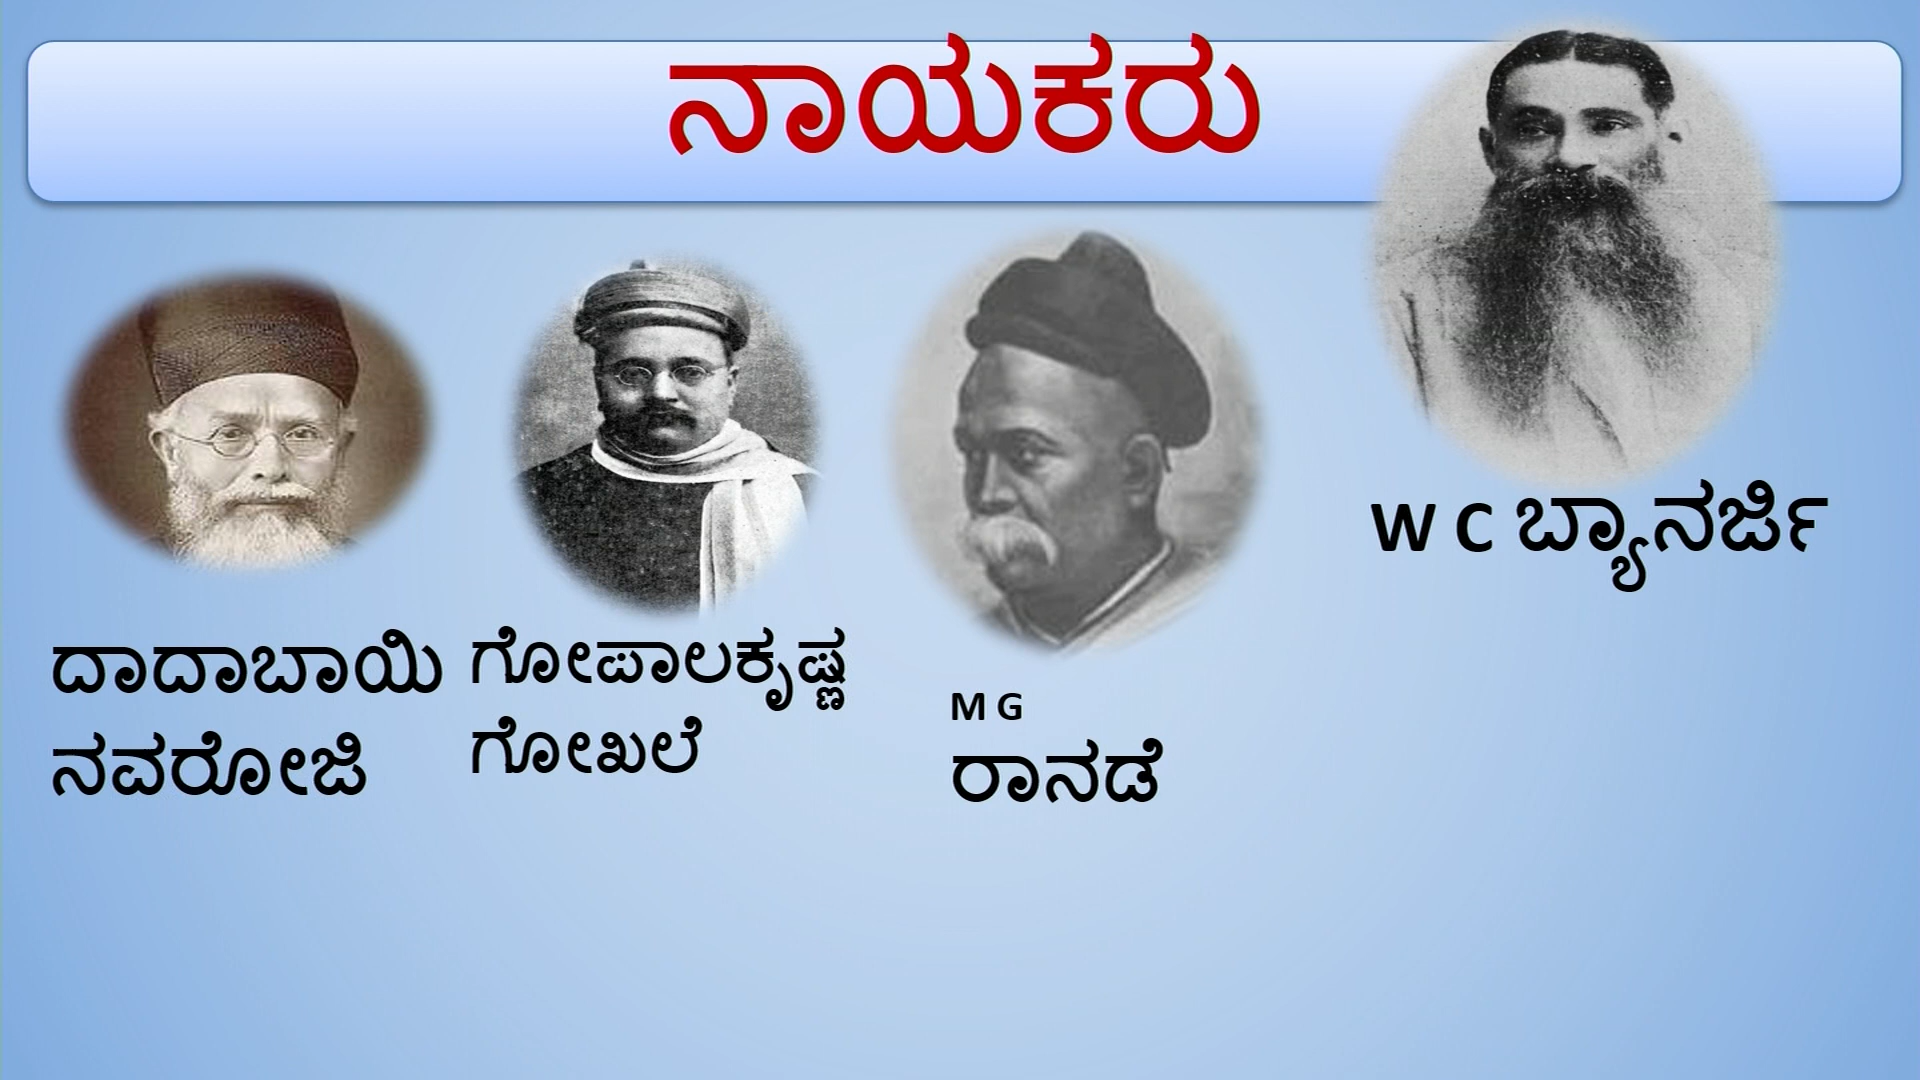 ನಾಯಕರು
W C ಬ್ಯಾನರ್ಜಿ
ದಾದಾಬಾಯಿ
ನವರೋಜಿ
ಗೋಪಾಲಕೃಷ್ಣ
ಗೋಖಲೆ
M G
ರಾನಡೆ